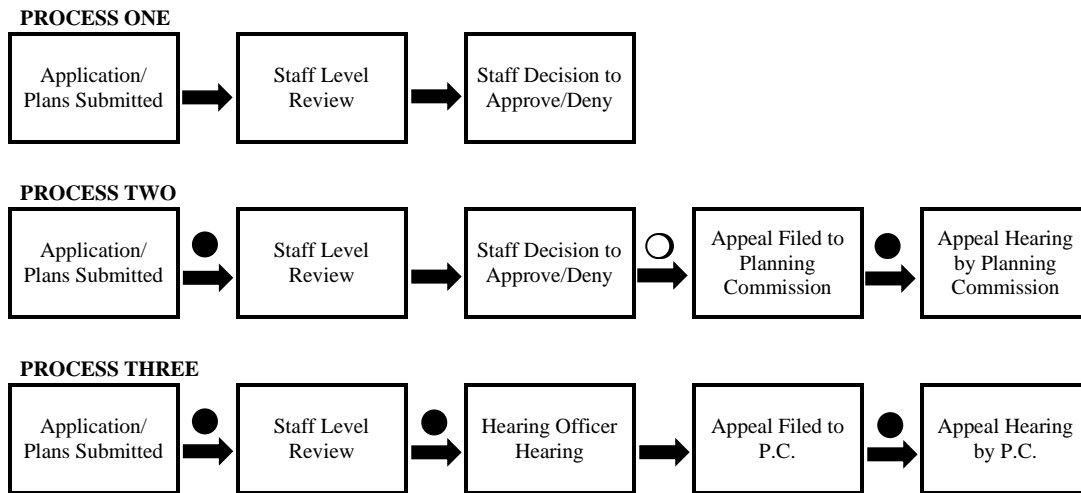 PROCESS ONE
Application/
Plans Submitted
Staff Level
Review
Staff Decision to
Approve/Deny
PROCESS TWO
Application/
Plans Submitted
Staff Level
Review
Staff Decision to
Approve/Deny
Appeal Filed to
Planning
Commission
Appeal Hearing
by Planning
Commission
PROCESS THREE
Application/
Plans Submitted
Staff Level
Review
Hearing Officer
Hearing
Appeal Filed to
P.C.
Appeal Hearing
by P.C.